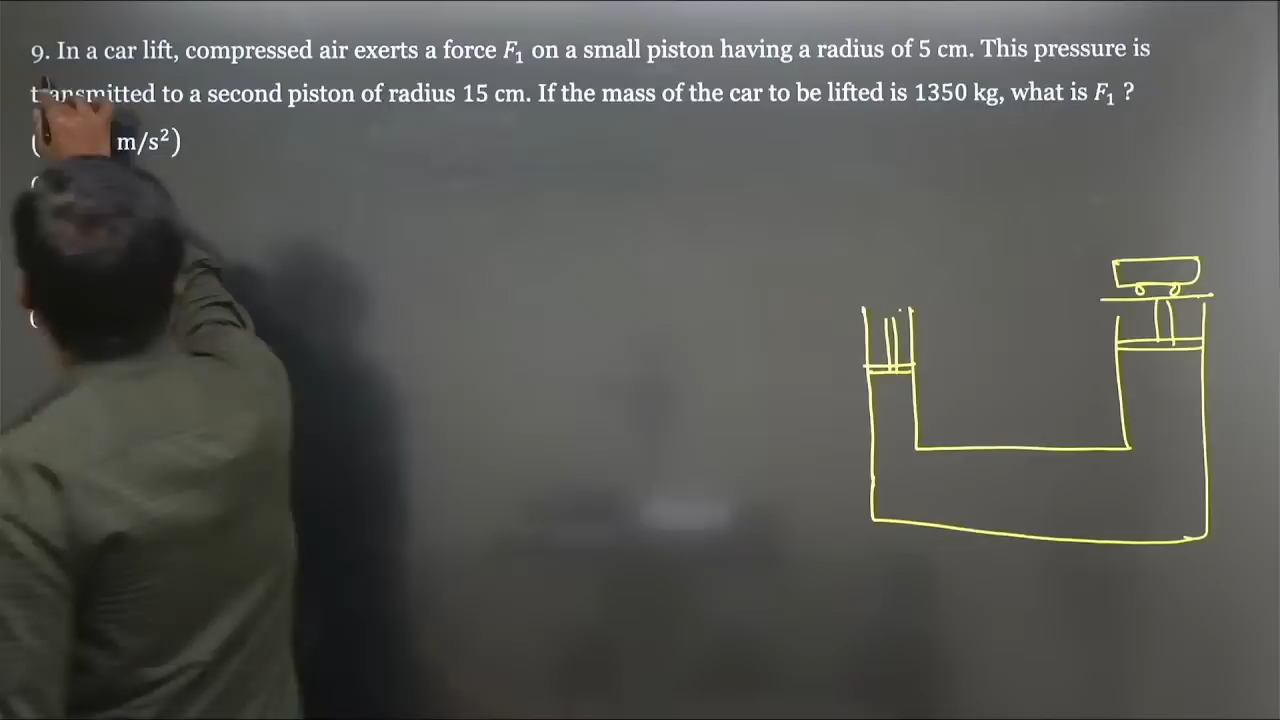 9. In a car lift, compressed air exerts a force F₁ on a small piston having a radius of 5 cm. This pressure is
transmitted to a second piston of radius 15 cm. If the mass of the car to be lifted is 1350 kg, what is F₁ ?
( m/s²)
(
(